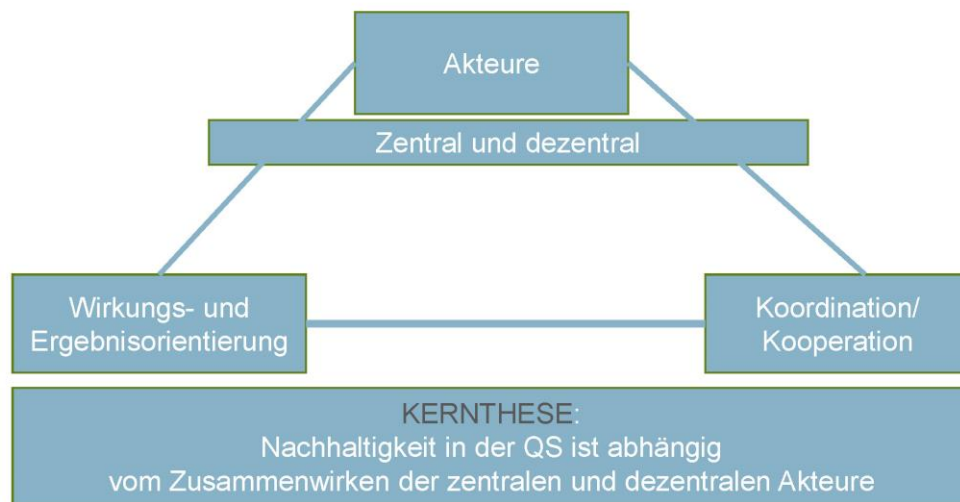 Akteure
Zentral und dezentral
Wirkungs- und
Ergebnisorientierung
Koordination/
Kooperation
KERNTHESE:
Nachhaltigkeit in der QS ist abhängig
vom Zusammenwirken der zentralen und dezentralen Akteure